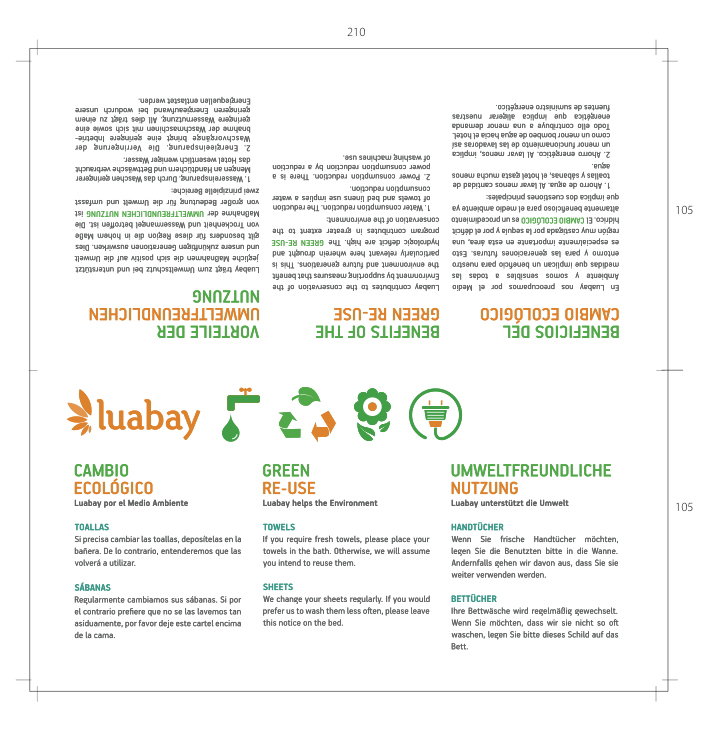 210
BENEFICIOS DEL
CAMBIO ECOLÓGICO
En Luabay nos preocupamos por el Medio
Ambiente y somos sensibles a todas las
medidas que implican un beneficio para nuestro
entorno y para las generaciones futuras. Esto
es especialmente importante en esta área, una
región muy castigada por la sequía y por el déficit
hídrico. El CAMBIO ECOLÓGICO es un procedimiento
altamente beneficioso para el medio ambiente ya
que implica dos cuestiones principales:
1. Ahorro de agua. Al lavar menos cantidad de
toallas y sábanas, el hotel gasta mucha menos
agua.
2. Ahorro energético. Al lavar menos, implica
un menor funcionamiento de las lavadoras así
como un menor bombeo de agua hacia el hotel.
Todo ello contribuye a una menor demanda
energética que implica aligerar nuestras
fuentes de suministro energético.
BENEFITS OF THE
GREEN RE-USE
Luabay contributes to the conservation of the
Environment by supporting measures that benefit
the environment and future generations. This is
particularly relevant here wherein drought and
hydrologic deficit are high. The GREEN RE-USE
program contributes in greater extent to the
conservation of the environment:
1. Water consumption reduction. The reduction
of towels and bed linens use implies a water
consumption reduction.
2. Power consumption reduction. There is a
power consumption reduction by a reduction
of washing machines use.
VORTEILE DER
UMWELTFREUNDLICHEN
NUTZUNG
Luabay trägt zum Umweltschutz bei und unterstützt
jegliche Maßnahmen die sich positiv auf die Umwelt
und unsere zukünftigen Generationen auswirken. Dies
gilt besonders für diese Region die in hohem Maße
von Trockenheit und Wassermangel betroffen ist. Die
Maßnahme der UMWELTFREUNDLICHEN NUTZUNG ist
von großer Bedeutung für die Umwelt und umfasst
zwei prinzipielle Bereiche:
1. Wassereinsparung. Durch das Waschen geringerer
Mengen an Handtüchern und Bettwäsche verbraucht
das Hotel wesentlich weniger Wasser:
2. Energieeinsparung. Die Verringerung der
Waschvorgänge bringt eine geringere Inbetrie-
bnahme der Waschmaschinen mit sich sowie eine
geringere Wassernutzung. All dies trägt zu einem
geringeren Energieaufwand bei wodurch unsere
Energiequellen entlastet werden.
105
luabay
CAMBIO
ECOLÓGICO
Luabay por el Medio Ambiente
TOALLAS
Si precisa cambiar las toallas, deposítelas en la
bañera. De lo contrario, entenderemos que las
volverá a utilizar.
SÁBANAS
Regularmente cambiamos sus sábanas. Si por
el contrario prefiere que no se las lavemos tan
asiduamente, por favor deje este cartel encima
de la cama.
GREEN
RE-USE
Luabay helps the Environment
TOWELS
If you require fresh towels, please place your
towels in the bath. Otherwise, we will assume
you intend to reuse them.
SHEETS
We change your sheets regularly. If you would
prefer us to wash them less often, please leave
this notice on the bed.
UMWELTFREUNDLICHE
NUTZUNG
Luabay unterstützt die Umwelt
HANDTÜCHER
Wenn Sie frische Handtücher möchten,
legen Sie die Benutzten bitte in die Wanne.
Andernfalls gehen wir davon aus, dass Sie sie
weiter verwenden werden.
BETTÜCHER
Ihre Bettwäsche wird regelmäßig gewechselt.
Wenn Sie möchten, dass wir sie nicht so oft
waschen, legen Sie bitte dieses Schild auf das
Bett.
105